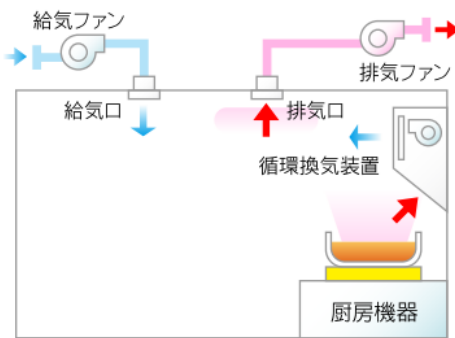 給気ファン
排気ファン
給気口
排気口
循環換気装置
厨房機器